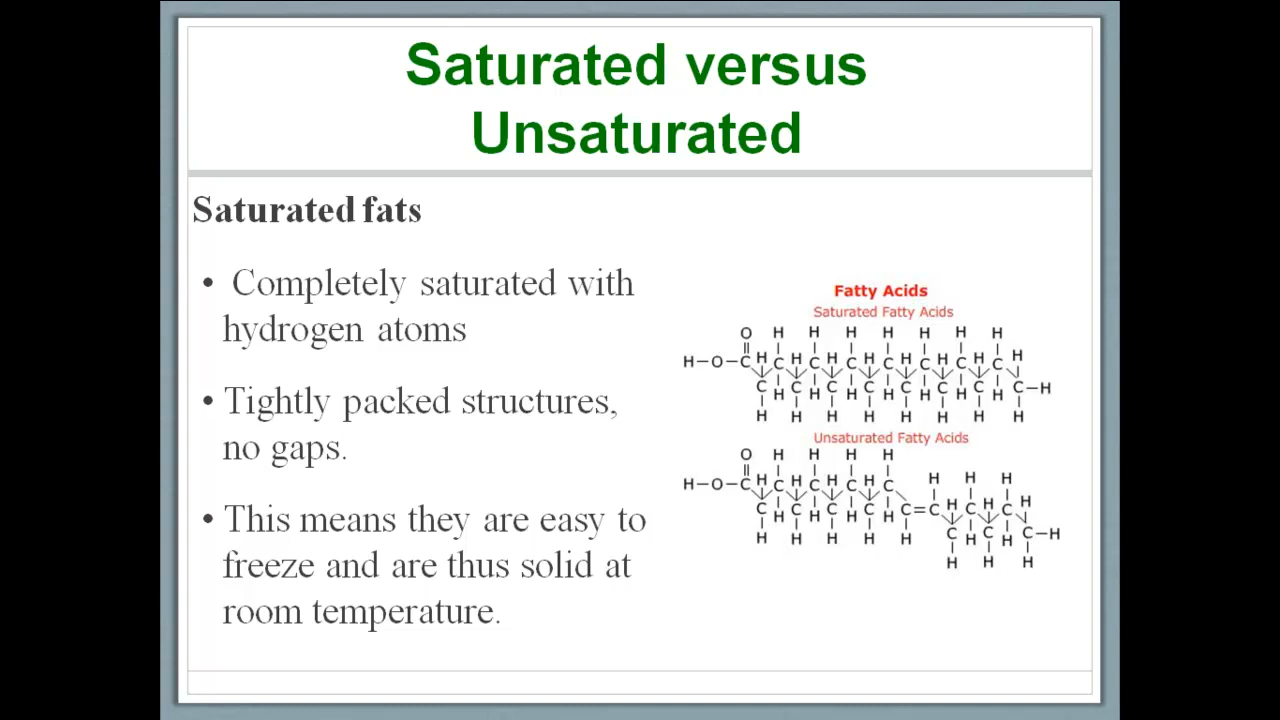 Saturated versus
Unsaturated
Saturated fats
• Completely saturated with
hydrogen atoms
• Tightly packed structures,
no gaps.
• This means they are easy to
freeze and are thus solid at
room temperature.
Fatty Acids
Saturated Fatty Acids
O H H H H H H H
H–O–C H C H C H C H C H C H C H C H
C H C H C H C H C H C H C H C–H
H H H H H H H H
Unsaturated Fatty Acids
O H H H H
H–O–C H C H C H C H C H H H
C H C H C H C H C=C H C H C H
H H H H H C H C H C–H
H H H